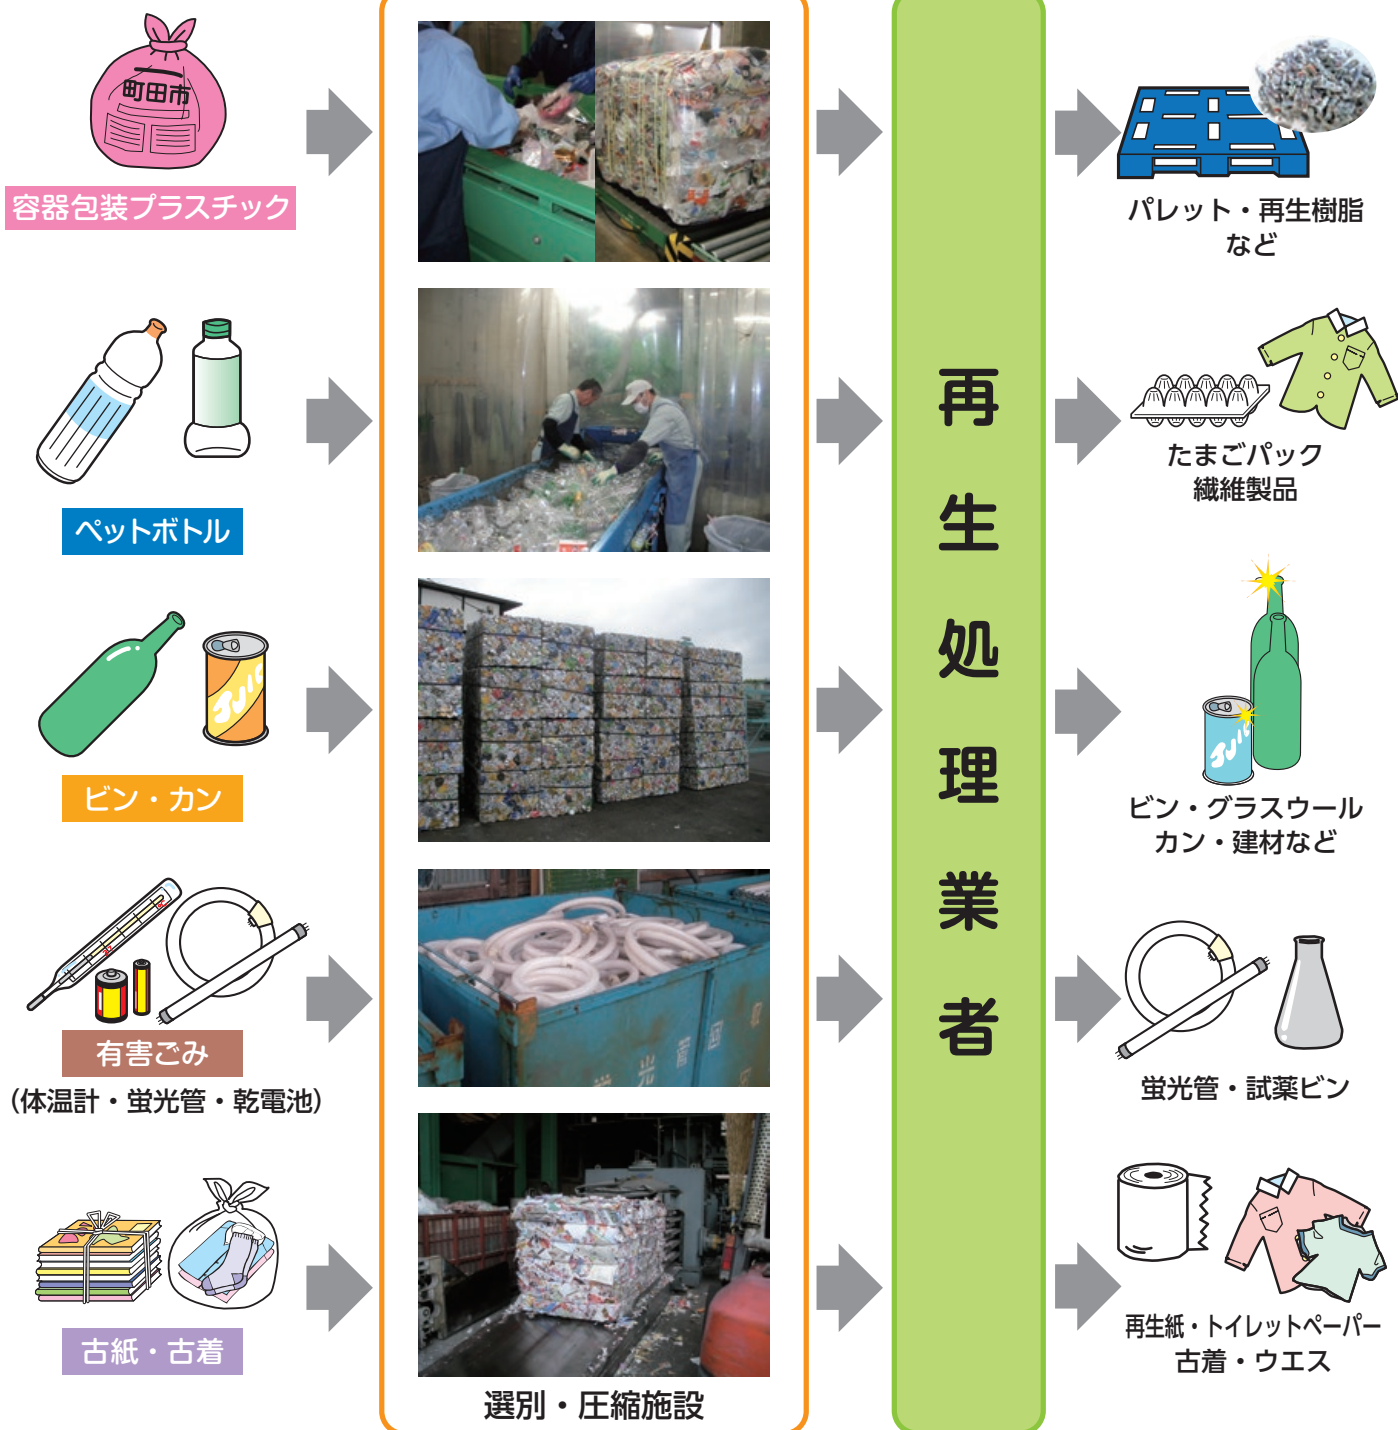 町田市
容器包装プラスチック
パレット・再生樹脂
など
ペットボトル
たまごパック
繊維製品
ビン・カン
ビン・グラスウール
カン・建材など
有害ごみ
(体温計・蛍光管・乾電池)
蛍光管・試薬ビン
古紙・古着
再生紙・トイレットペーパー
古着・ウエス
選別・圧縮施設
再生処理業者